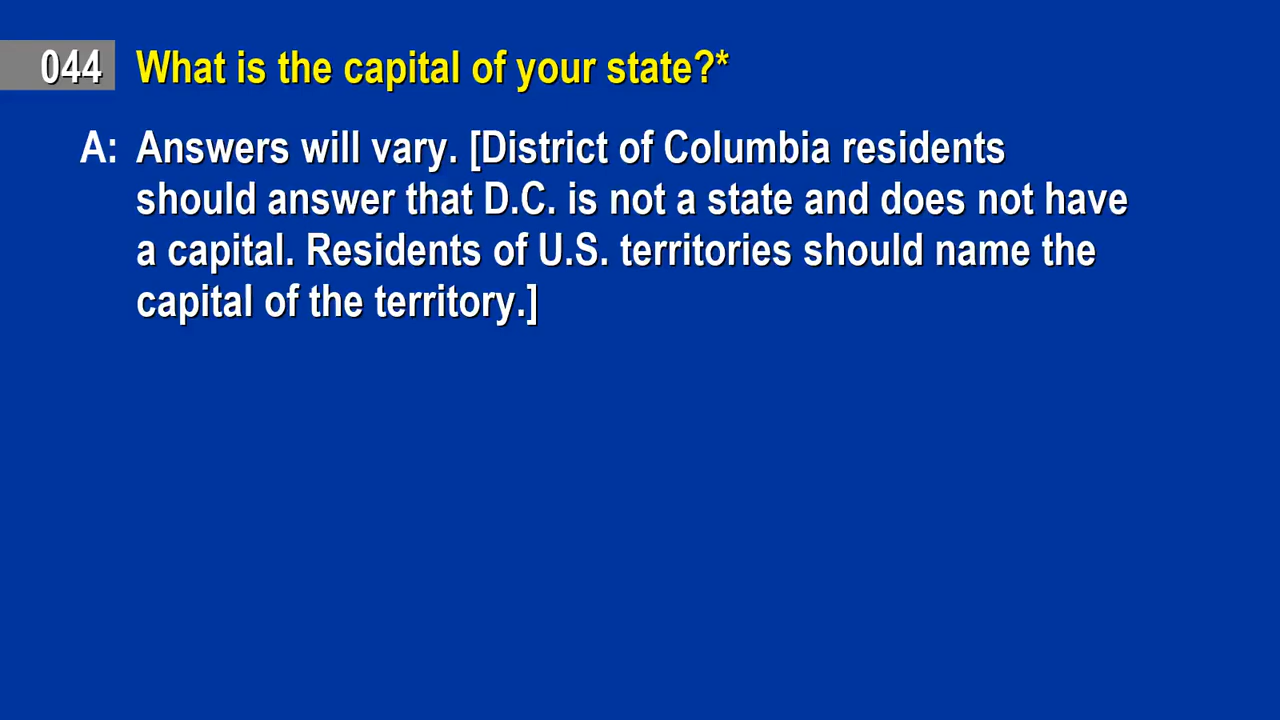 044 What is the capital of your state?*
A: Answers will vary. [District of Columbia residents
should answer that D.C. is not a state and does not have
a capital. Residents of U.S. territories should name the
capital of the territory.]